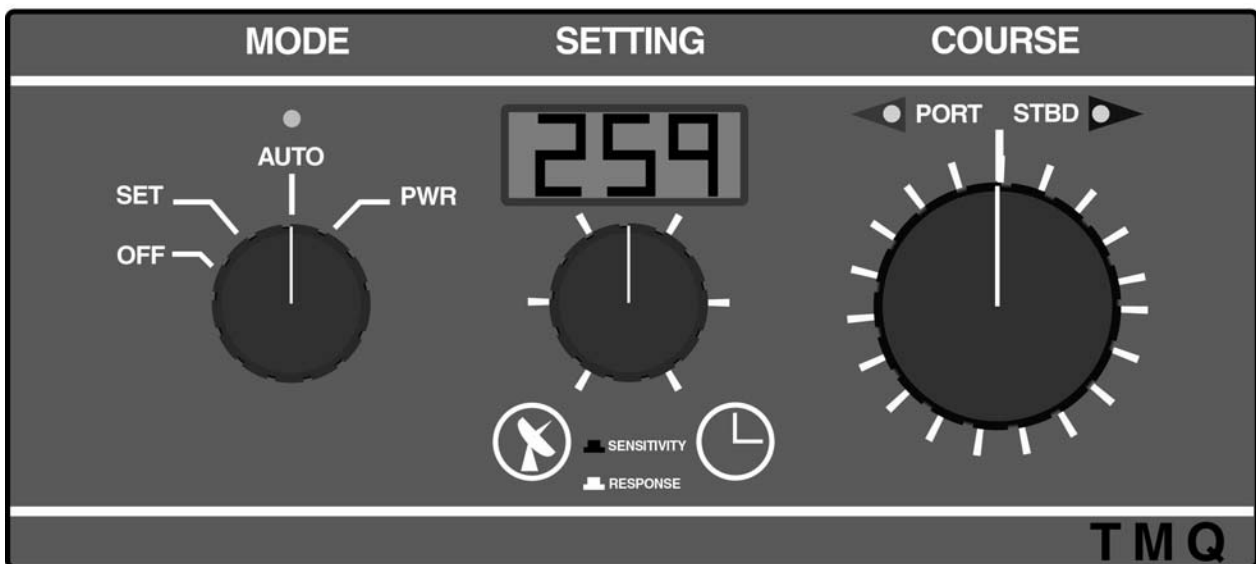 MODE
SETTING
COURSE
259
PORT STBD
AUTO
SET
PWR
OFF
SENSITIVITY
RESPONSE
TMQ